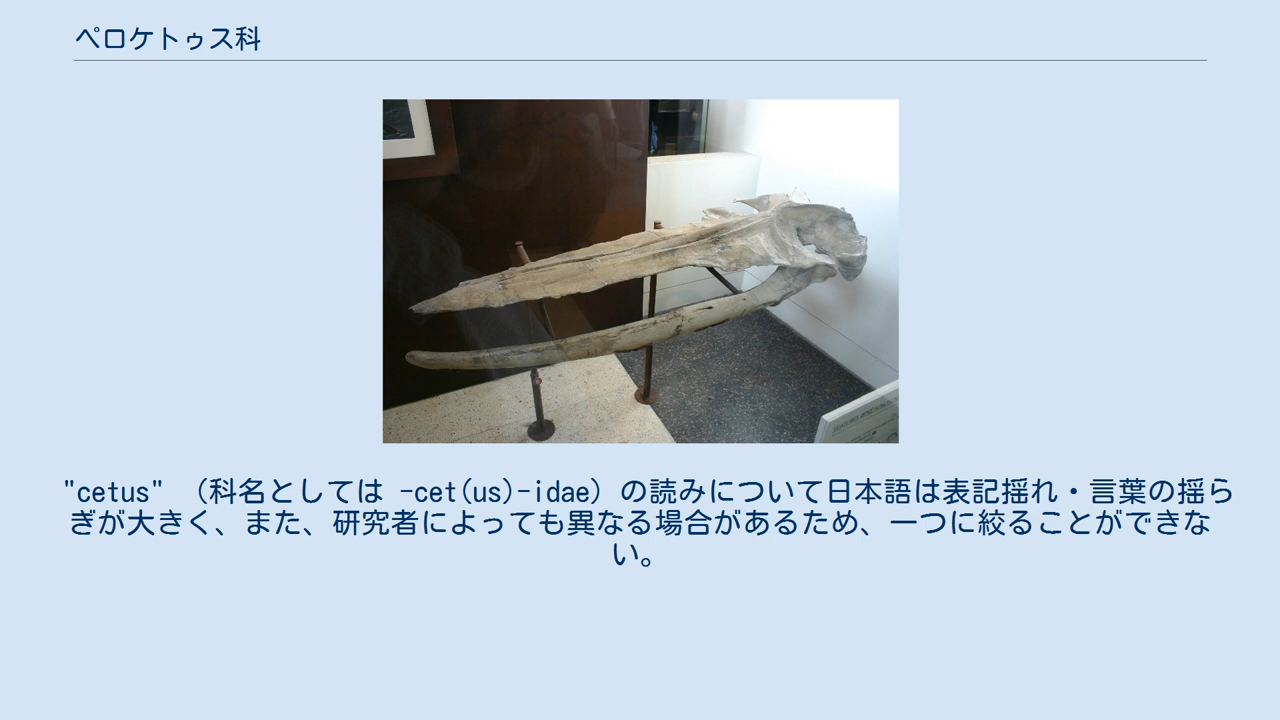 ペロケトゥス科
"cetus" （科名としては -cet(us)-idae）の読みについて日本語は表記揺れ・言葉の揺ら
ぎが大きく、また、研究者によっても異なる場合があるため、一つに絞ることができな
い。